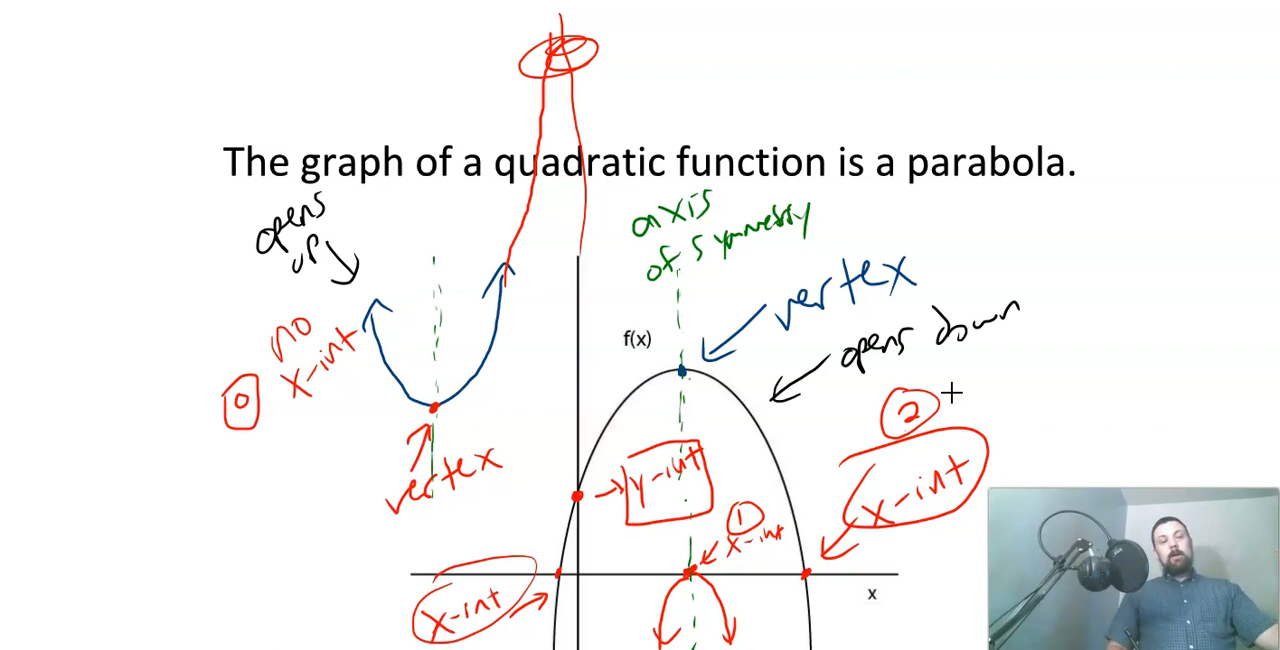 The graph of a quadratic function is a parabola.
opens
up
axis
of symmetry
vertex
f(x)
opens down
no
x-int
0
2
vertex
y-int
x-int
1
x-int
x-int
x